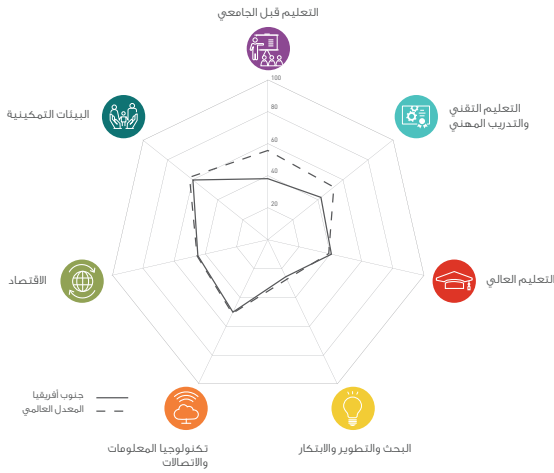 التعليم قبل الجامعي
100
80
60
40
20
التعليم التقني
والتدريب المهني
البيئات التمكينية
التعليم العالي
الاقتصاد
جنوب أفريقيا
المعدل العالمي
البحث والتطوير والابتكار
تكنولوجيا المعلومات
والاتصالات